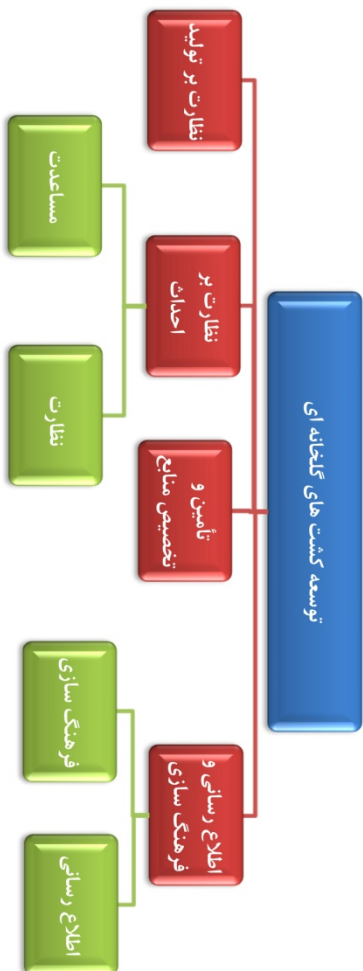 توسعه کشت های گلخانه ای
اطلاع رسانی و
فرهنگ سازی
تأمین و
تخصیص منابع
نظارت بر
احداث
نظارت بر تولید
اطلاع رسانی
فرهنگ سازی
نظارت
مساعدت